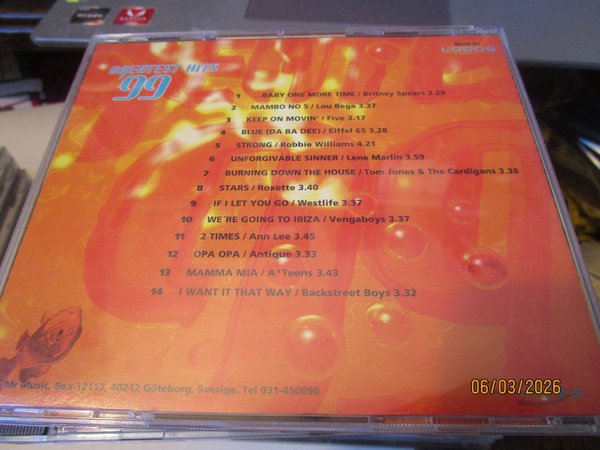 LOGOS
GREATEST HITS
99
1 BABY ONE MORE TIME / Britney Spears 3.29
2 MAMBO NO 5 / Lou Bega 3.37
3 KEEP ON MOVIN' / Five 3.17
4 BLUE (DA BA DEE) / Eiffel 65 3.28
5 STRONG / Robbie Williams 4.21
6 UNFORGIVABLE SINNER / Lene Marlin 3.59
7 BURNING DOWN THE HOUSE / Tom Jones & The Cardigans 3.38
8 STARS / Roxette 3.40
9 IF I LET YOU GO / Westlife 3.37
10 WE´RE GOING TO IBIZA / Vengaboys 3.37
11 2 TIMES / Ann Lee 3.45
12 OPA OPA / Antique 3.33
13 MAMMA MIA / A*Teens 3.43
14 I WANT IT THAT WAY / Backstreet Boys 3.32
Mr Music, Box 12113, 40242 Göteborg, Sverige. Tel 031-450090
06/03/2026